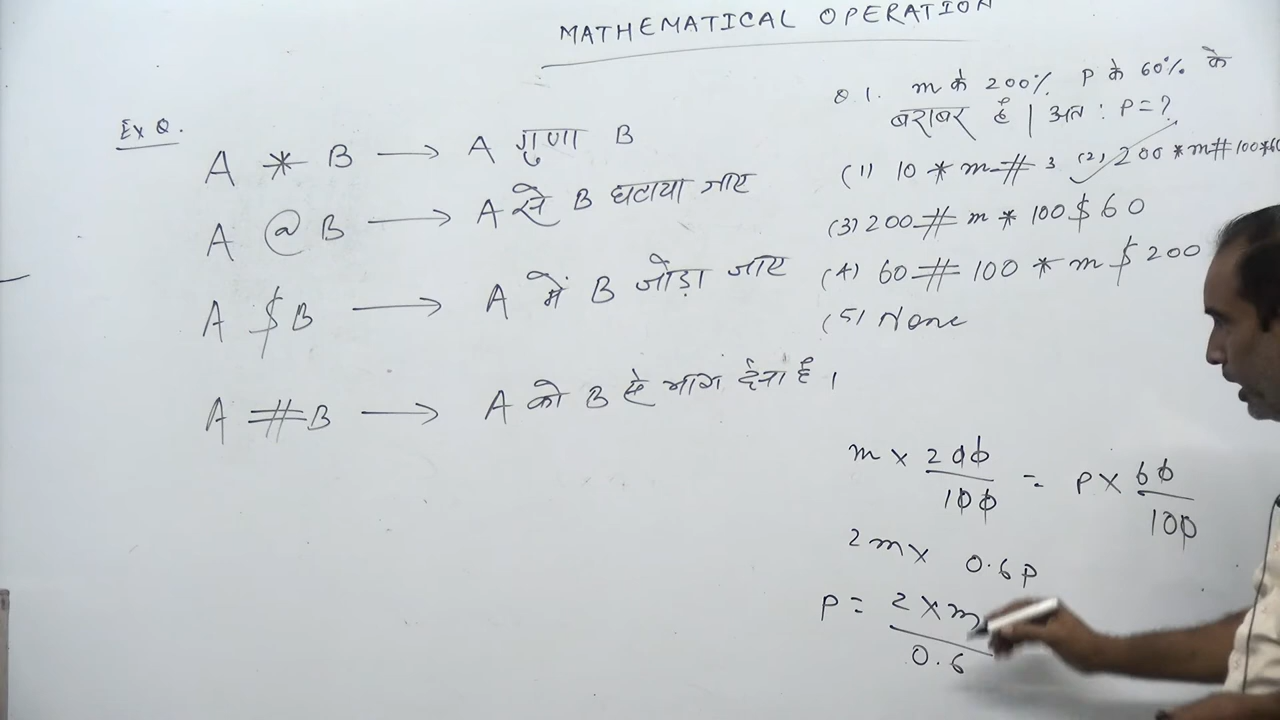 MATHEMATICAL OPERATION
Ex Q.
A * B → A गुणा B
A @ B → A से B घटाया जाए
A $ B → A में B जोड़ा जाए
A # B → A को B से भाग देना है।
Q.1. m के 200% P के 60% के
बराबर है | अत: P=?
(1) 10 * m # 3 (2) 200 * m # 100*60
(3) 200 # m * 100 $ 60
(4) 60 # 100 * m $ 200
(5) None
m × 200/100 = P × 60/100
2m× 0.6P
P = 2×m/0.6